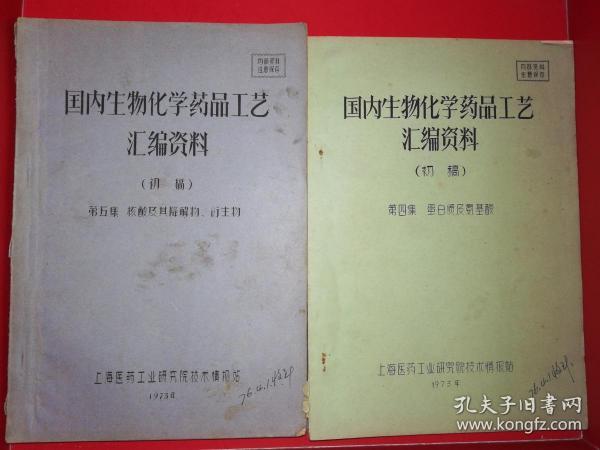 内部资料
注意保存
国内生物化学药品工艺
汇编资料
（初稿）
第五集 核酸及其降解物、衍生物
上海医药工业研究院技术情报站
1973年
内部资料
注意保存
国内生物化学药品工艺
汇编资料
（初稿）
第四集 蛋白质及氨基酸
上海医药工业研究院技术情报站
1973年
孔夫子旧书网
www.kongfz.com